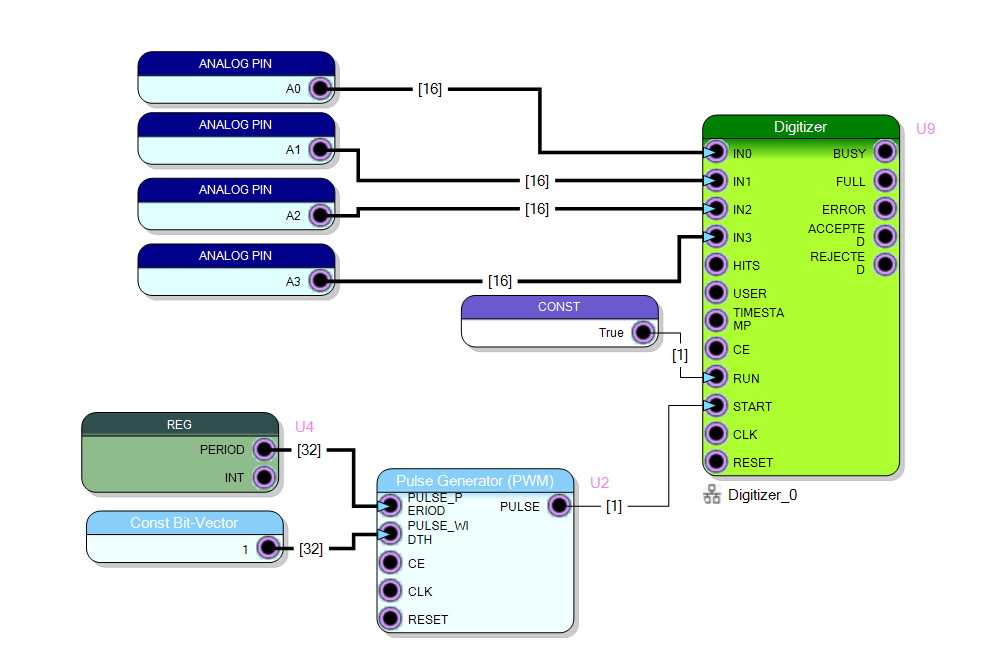 ANALOG PIN
A0
[16]
ANALOG PIN
A1
[16]
ANALOG PIN
A2
[16]
ANALOG PIN
A3
[16]
CONST
True
[1]
Digitizer
U9
IN0
BUSY
IN1
FULL
IN2
ERROR
IN3
ACCEPTE
D
HITS
REJECTE
D
USER
TIMESTA
MP
CE
RUN
START
CLK
RESET
Digitizer_0
REG
U4
PERIOD
[32]
INT
Const Bit-Vector
1
[32]
Pulse Generator (PWM)
U2
PULSE_P
ERIOD
PULSE
[1]
PULSE_WI
DTH
CE
CLK
RESET